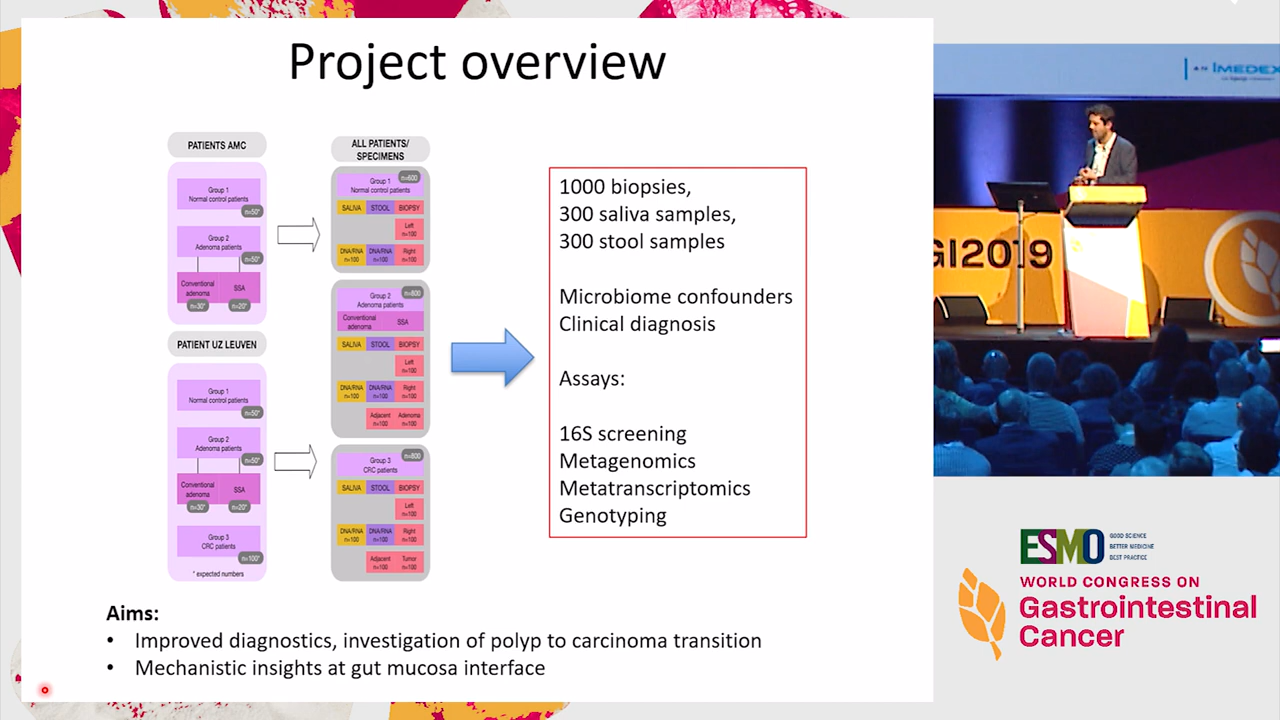 Project overview
PATIENTS AMC
Group 1
Normal control patients
n=50*
Group 2
Adenoma patients
n=50*
Conventional
adenoma
SSA
n=30*
n=20*
PATIENT UZ LEUVEN
Group 1
Normal control patients
n=50*
Group 2
Adenoma patients
n=50*
Conventional
adenoma
SSA
n=30*
n=20*
Group 3
CRC patients
n=100*
* expected numbers
ALL PATIENTS/
SPECIMENS
n=600
Group 1
Normal control patients
SALIVA STOOL BIOPSY
Left
n=100
DNA/RNA DNA/RNA Right
n=100 n=100 n=100
n=800
Group 2
Adenoma patients
Conventional
adenoma
SSA
SALIVA STOOL BIOPSY
Left
n=100
DNA/RNA DNA/RNA Right
n=100 n=100 n=100
Adjacent Adenoma
n=100 n=100
n=800
Group 3
CRC patients
SALIVA STOOL BIOPSY
Left
n=100
DNA/RNA DNA/RNA Right
n=100 n=100 n=100
Adjacent Tumor
n=100 n=100
1000 biopsies,
300 saliva samples,
300 stool samples
Microbiome confounders
Clinical diagnosis
Assays:
16S screening
Metagenomics
Metatranscriptomics
Genotyping
Aims:
• Improved diagnostics, investigation of polyp to carcinoma transition
• Mechanistic insights at gut mucosa interface
AN IMEDEX
GI2019
ESMO
GOOD SCIENCE
BETTER MEDICINE
BEST PRACTICE
WORLD CONGRESS ON
Gastrointestinal
Cancer